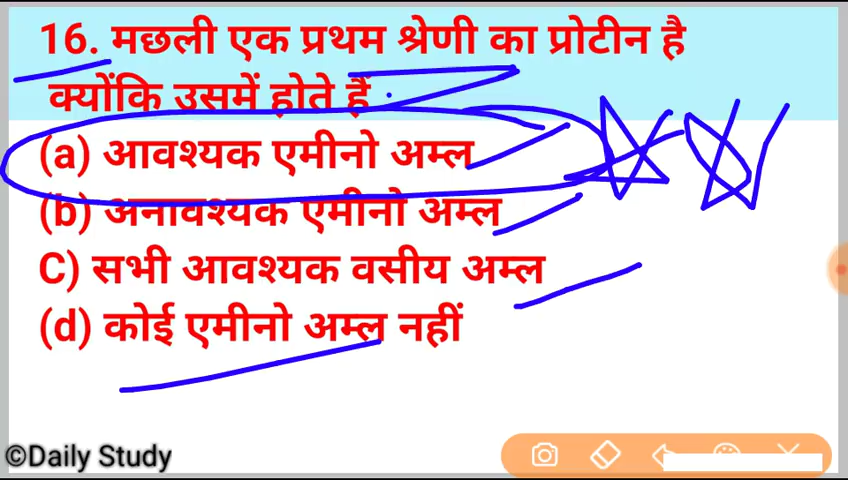 16. मछली एक प्रथम श्रेणी का प्रोटीन है
क्योंकि उसमें होते हैं
(a) आवश्यक एमीनो अम्ल
(b) अनावश्यक एमीनो अम्ल
C) सभी आवश्यक वसीय अम्ल
(d) कोई एमीनो अम्ल नहीं
©Daily Study